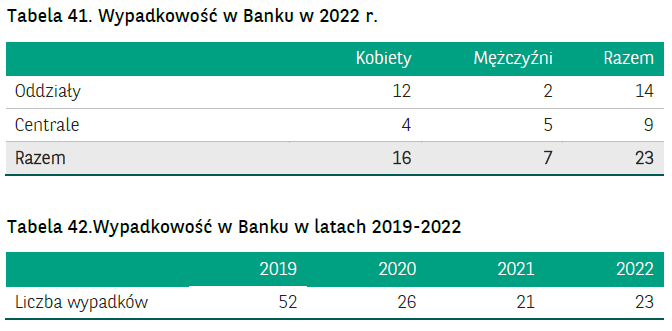 Tabela 41. Wypadkowość w Banku w 2022 r.
Kobiety Mężczyźni Razem
Oddziały 12 2 14
Centrale 4 5 9
Razem 16 7 23
Tabela 42.Wypadkowość w Banku w latach 2019-2022
2019 2020 2021 2022
Liczba wypadków 52 26 21 23